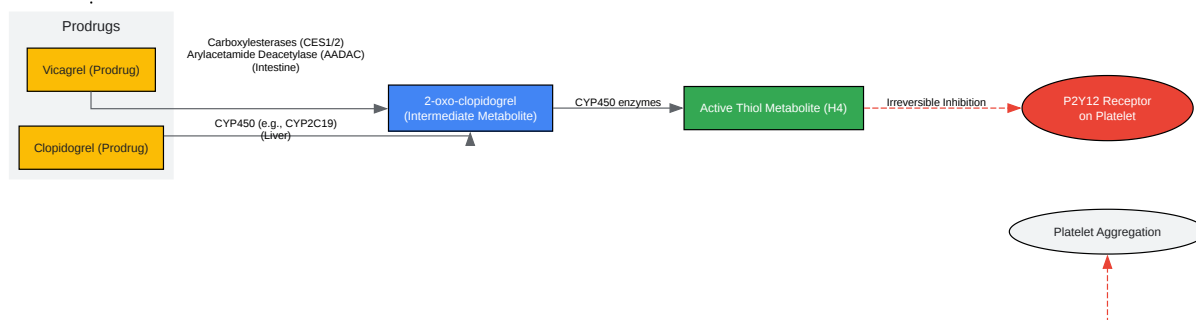 Prodrugs
Vicagrel (Prodrug)
Carboxylesterases (CES1/2)
Arylacetamide Deacetylase (AADAC)
(Intestine)
Clopidogrel (Prodrug)
CYP450 (e.g., CYP2C19)
(Liver)
2-oxo-clopidogrel
(Intermediate Metabolite)
CYP450 enzymes
Active Thiol Metabolite (H4)
Irreversible Inhibition
P2Y12 Receptor
on Platelet
Platelet Aggregation